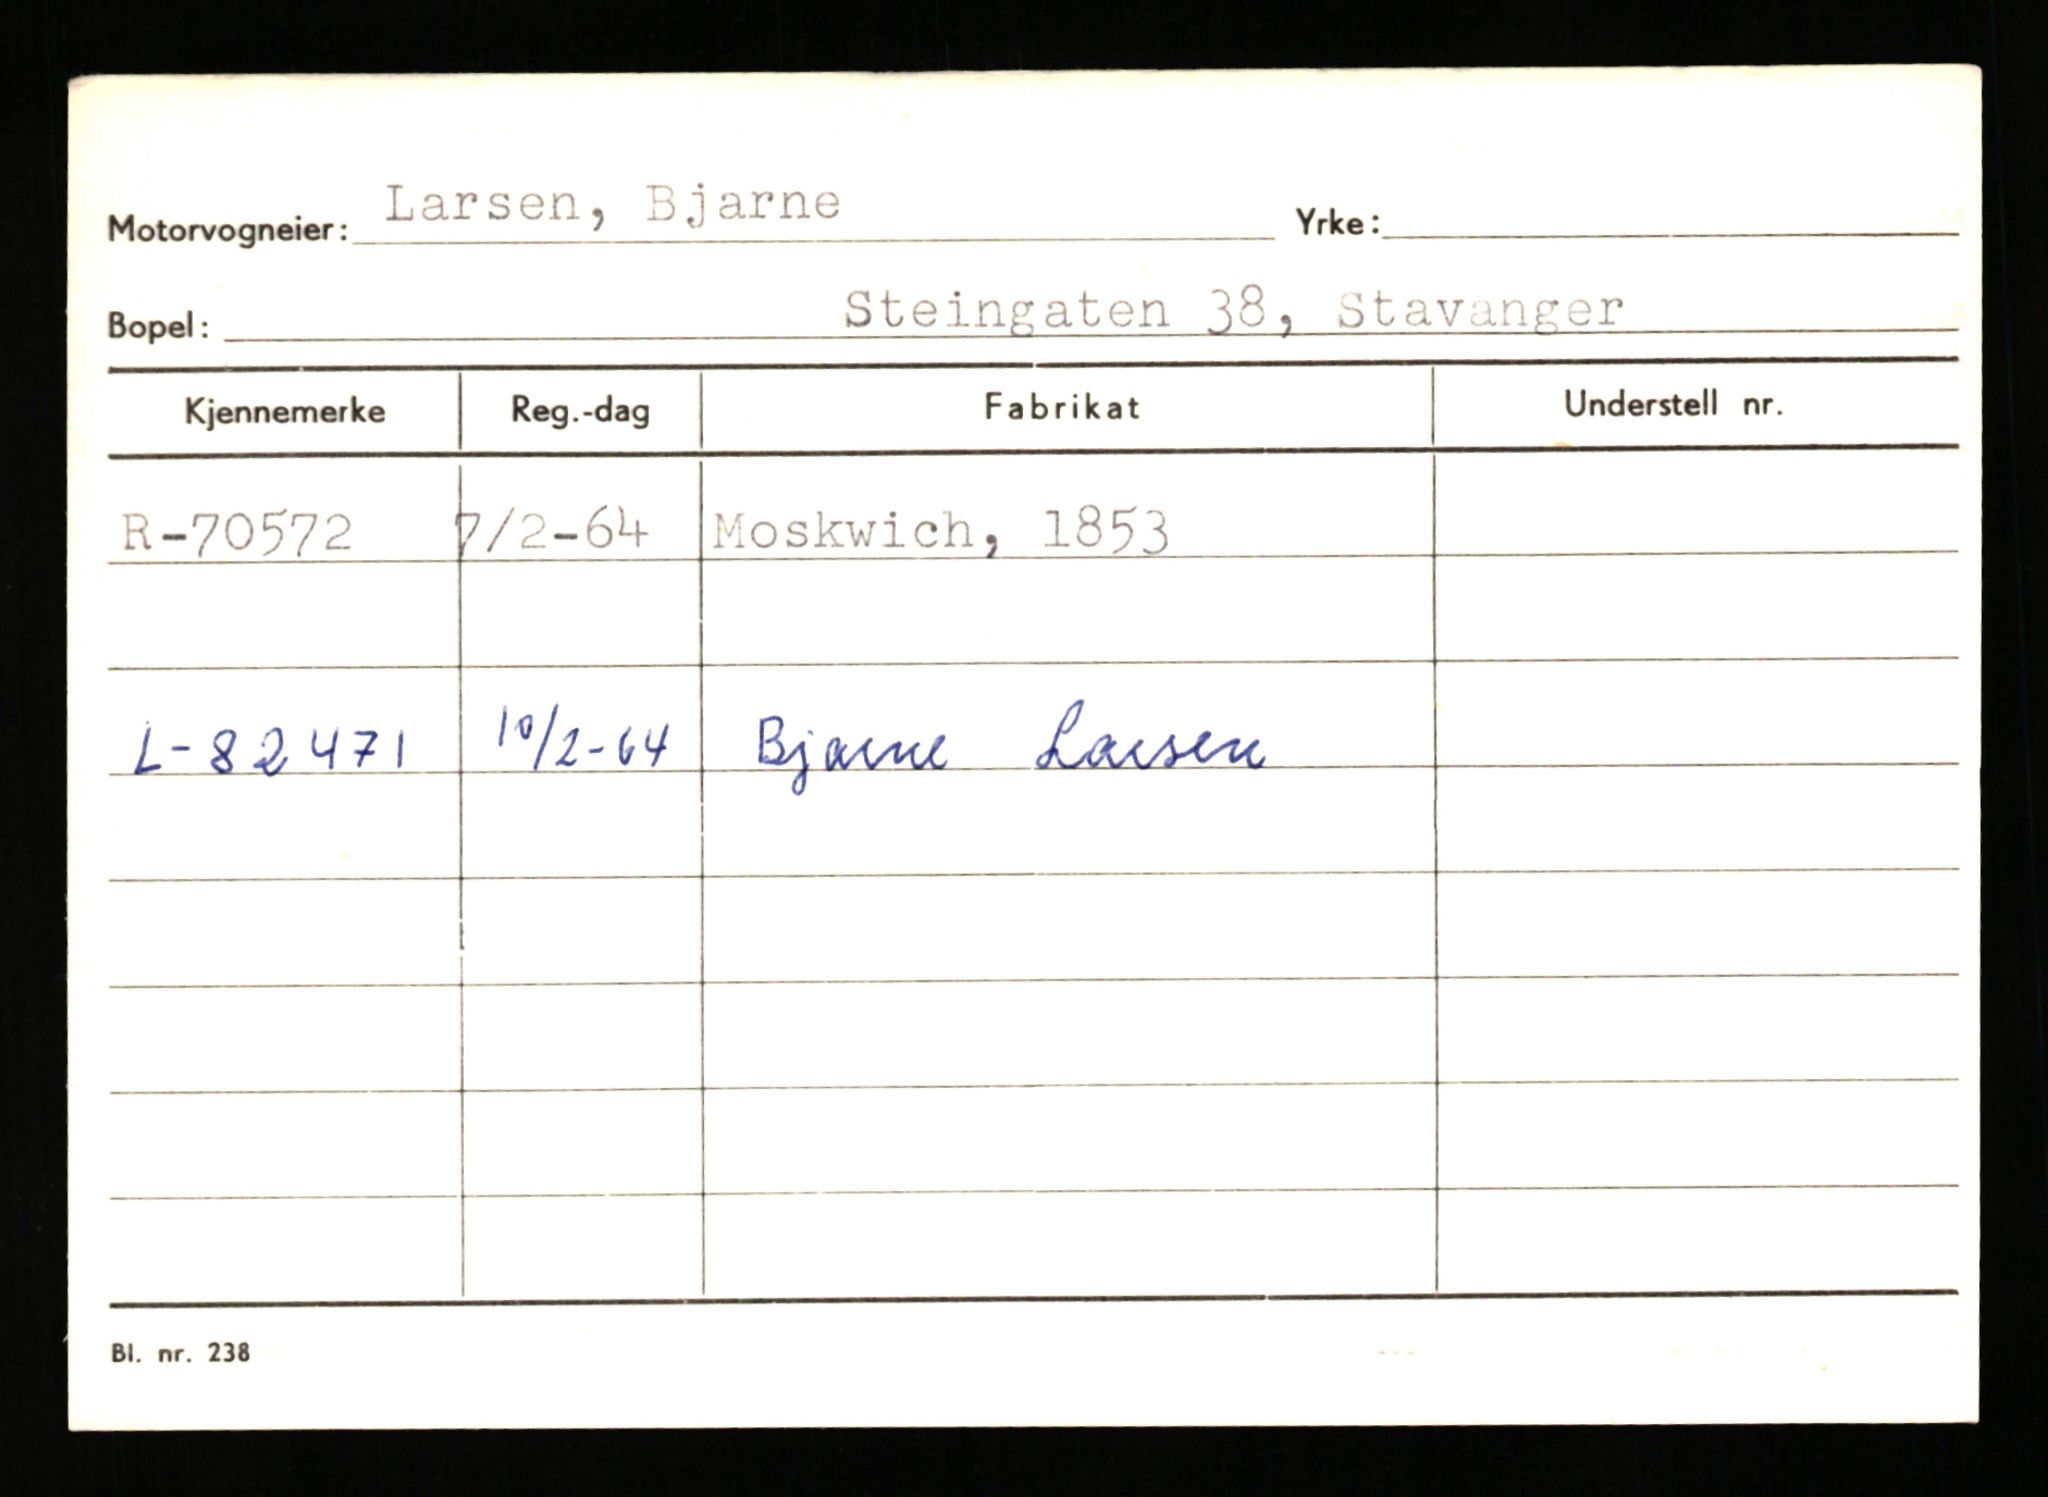 Motorvogneier: Larsen, Bjarne Yrke:
Bopel: Steingaten 38, Stavanger
Kjennemerke Reg.-dag Fabrikat Understell nr.
R-70572 7/2-64 Moskwich, 1853
L-82471 10/2-64 Bjarne Larsen
Bl. nr. 238